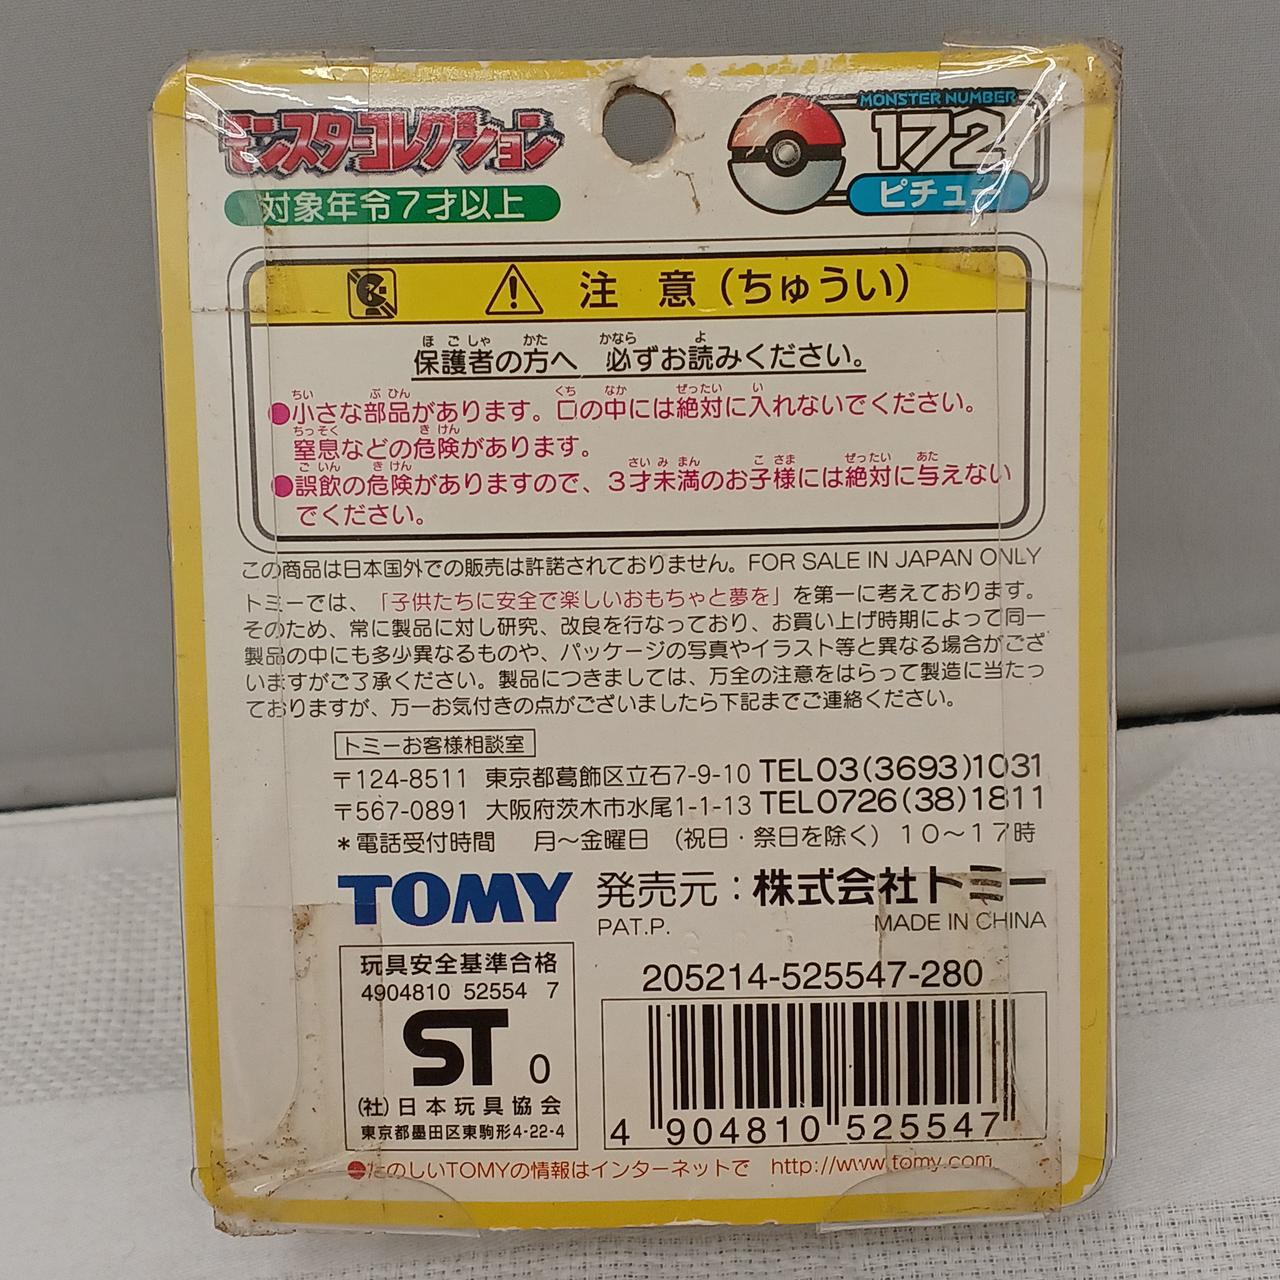 モンスターコレクション
対象年令7才以上
MONSTER NUMBER
172
ピチュー
注 意(ちゅうい)
ほごしゃ かた かなら よ
保護者の方へ 必ずお読みください。
ちい ぶひん くち なか ぜったい い
●小さな部品があります。口の中には絶対に入れないでください。
ちっそく きけん
窒息などの危険があります。
ごいん きけん さいみまん こさま ぜったい あた
●誤飲の危険がありますので、3才未満のお子様には絶対に与えない
でください。
この商品は日本国外での販売は許諾されておりません。FOR SALE IN JAPAN ONLY
トミーでは、「子供たちに安全で楽しいおもちゃと夢を」を第一に考えております。
そのため、常に製品に対し研究、改良を行なっており、お買い上げ時期によって同一
製品の中にも多少異なるものや、パッケージの写真やイラスト等と異なる場合がござ
いますがご了承ください。製品につきましては、万全の注意をはらって製造に当たっ
ておりますが、万一お気付きの点がございましたら下記までご連絡ください。
トミーお客様相談室
〒124-8511 東京都葛飾区立石7-9-10 TEL03(3693)1031
〒567-0891 大阪府茨木市水尾1-1-13 TEL0726(38)1811
*電話受付時間 月～金曜日 (祝日・祭日を除く) 10～17時
TOMY 発売元:株式会社トミー
PAT.P. MADE IN CHINA
玩具安全基準合格
4904810 52554 7
ST 0
(社)日本玩具協会
東京都墨田区東駒形4-22-4
205214-525547-280
4 904810 525547
●たのしいTOMYの情報はインターネットで http://www.tomy.com